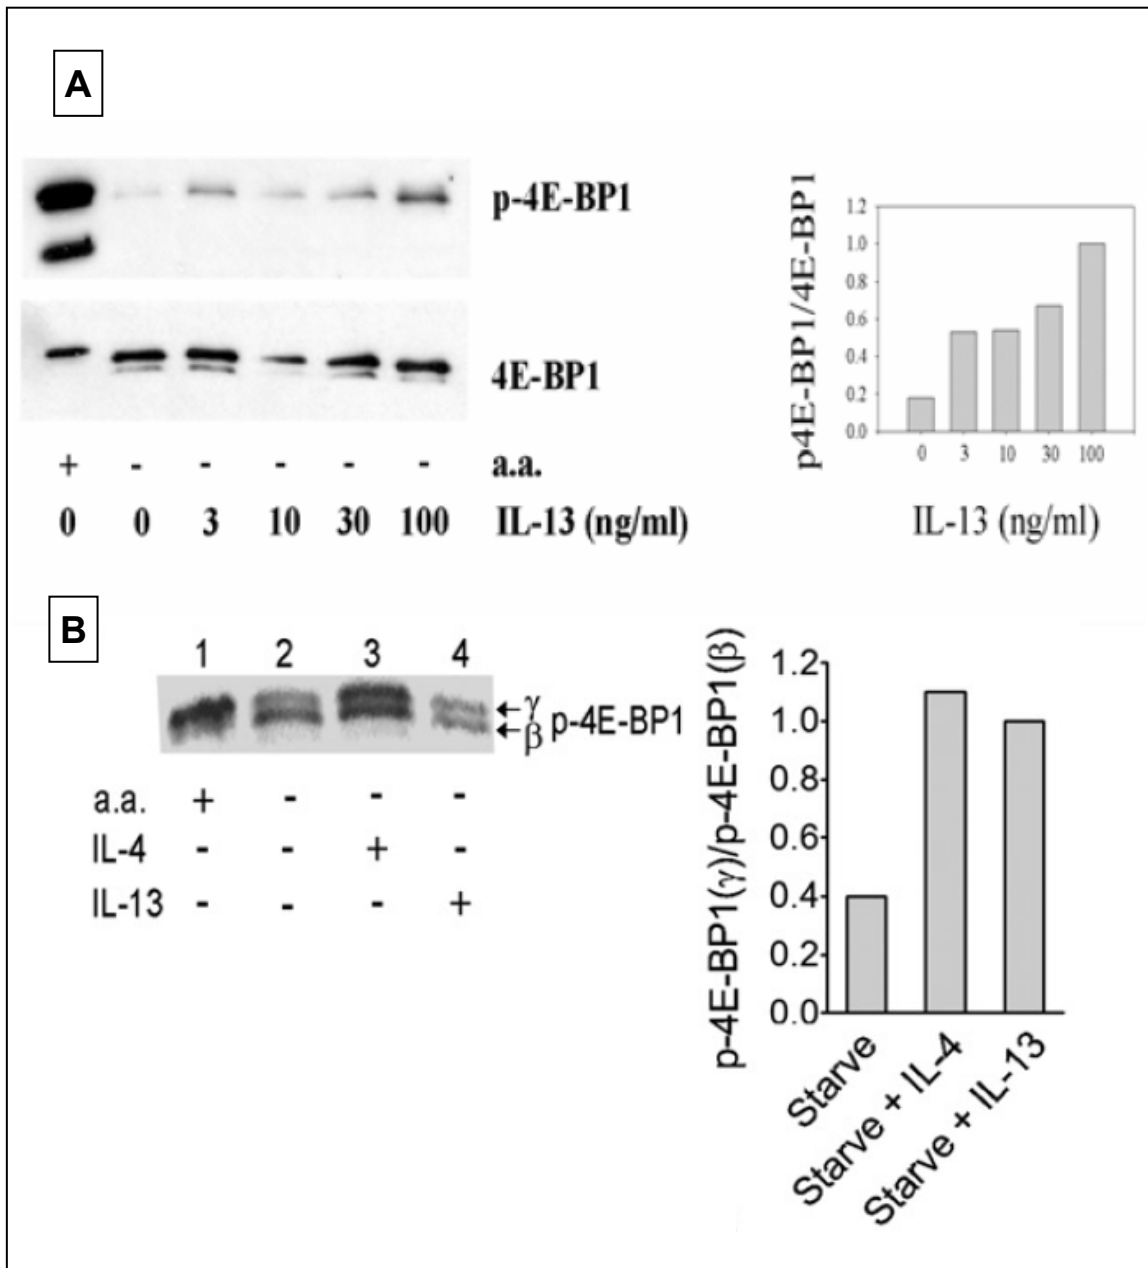 A
p-4E-BP1
4E-BP1
+ - - - - - a.a.
0 0 3 10 30 100 IL-13 (ng/ml)
p4E-BP1/4E-BP1
1.2
1.0
0.8
0.6
0.4
0.2
0.0
0 3 10 30 100
IL-13 (ng/ml)
B
1 2 3 4
γ
β p-4E-BP1
a.a. + - - -
IL-4 - - + -
IL-13 - - - +
p-4E-BP1(γ)/p-4E-BP1(β)
1.2
1.0
0.8
0.6
0.4
0.2
0.0
Starve
Starve + IL-4
Starve + IL-13